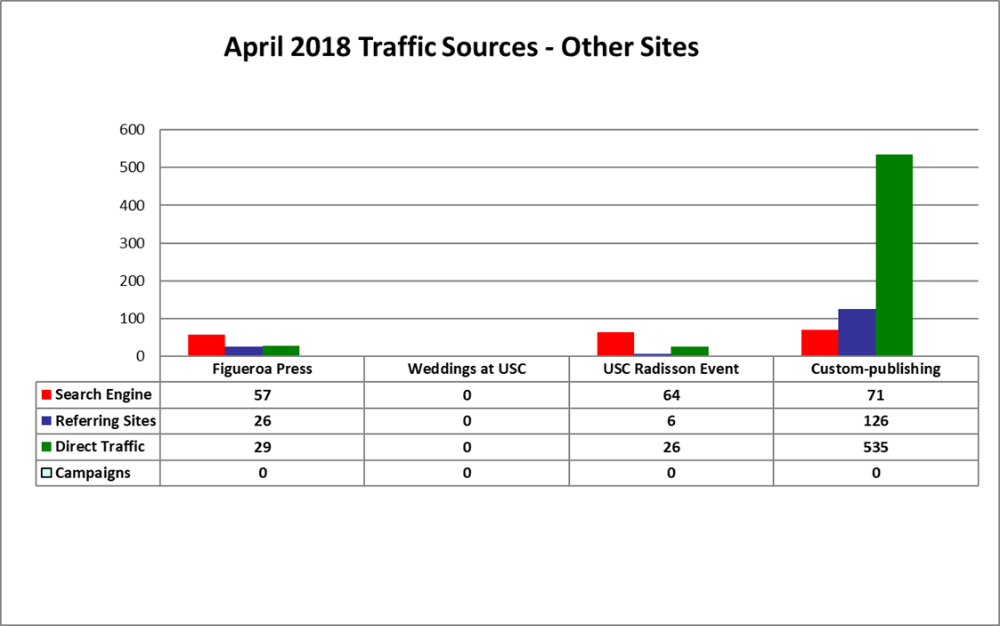 April 2018 Traffic Sources - Other Sites
600
500
400
300
200
100
0
Figueroa Press Weddings at USC USC Radisson Event Custom-publishing
Search Engine 57 0 64 71
Referring Sites 26 0 6 126
Direct Traffic 29 0 26 535
Campaigns 0 0 0 0